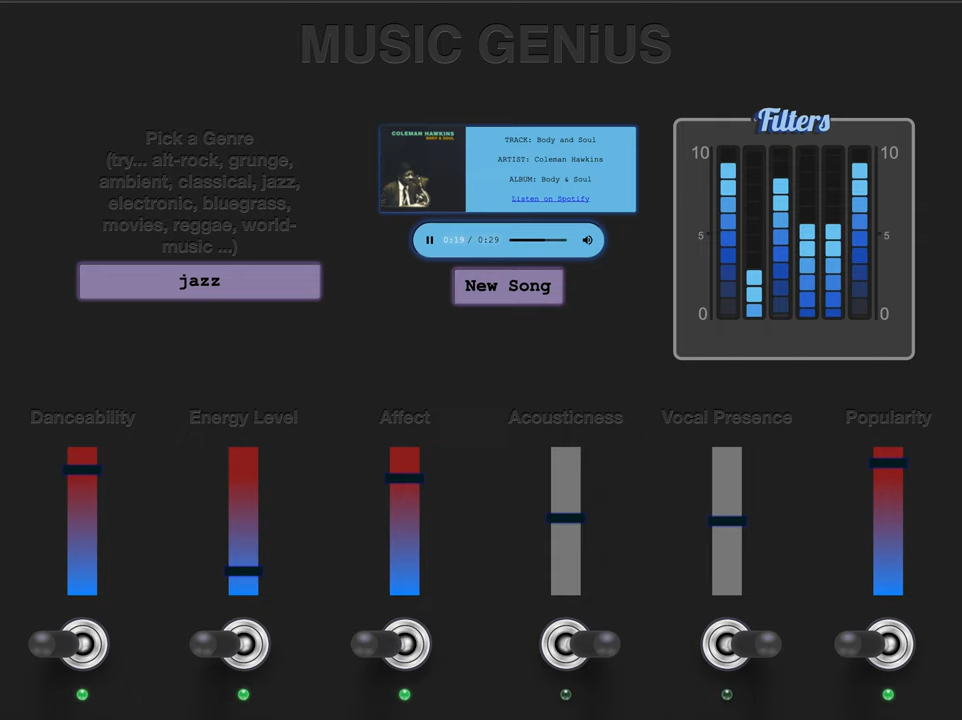 MUSIC GENiUS
Pick a Genre
(try... alt-rock, grunge,
ambient, classical, jazz,
electronic, bluegrass,
movies, reggae, world-
music ...)
jazz
COLEMAN HAWKINS
BODY & SOUL
TRACK: Body and Soul
ARTIST: Coleman Hawkins
ALBUM: Body & Soul
Listen on Spotify
0:19 / 0:29
New Song
Filters
10
5
0
10
5
0
Danceability
Energy Level
Affect
Acousticness
Vocal Presence
Popularity